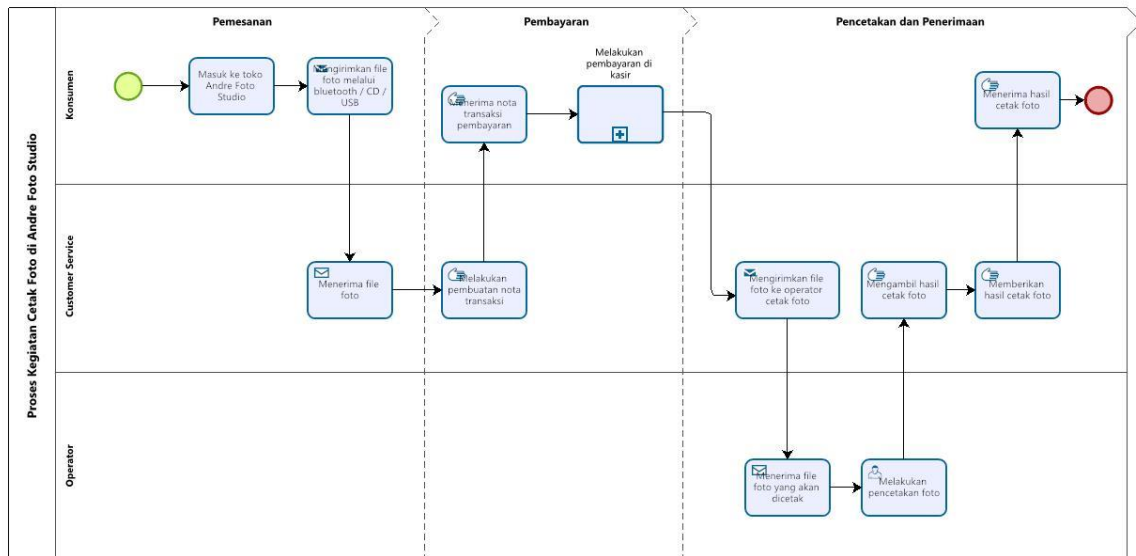 Proses Kegiatan Cetak Foto di Andre Foto Studio
Pemesanan
Pembayaran
Pencetakan dan Penerimaan
Konsumen
Masuk ke toko
Andre Foto
Studio
Mengirimkan file
foto melalui
bluetooth / CD /
USB
Menerima nota
transaksi
pembayaran
Melakukan
pembayaran di
kasir
Menerima hasil
cetak foto
Customer Service
Menerima file
foto
Melakukan
pembuatan nota
transaksi
Mengirimkan file
foto ke operator
cetak foto
Mengambil hasil
cetak foto
Memberikan
hasil cetak foto
Operator
Menerima file
foto yang akan
dicetak
Melakukan
pencetakan foto